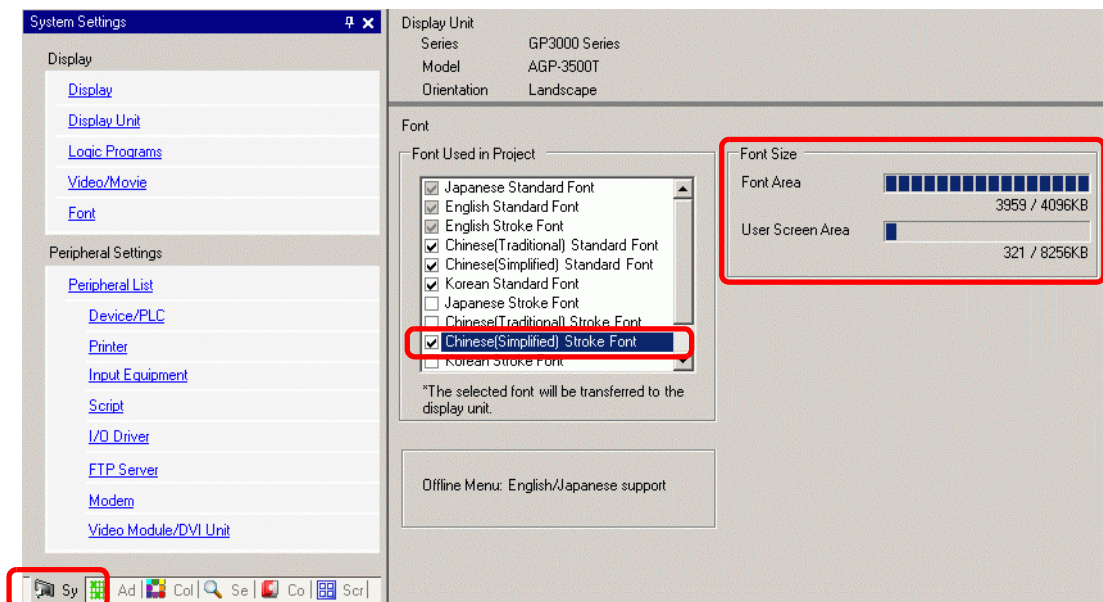 System Settings
Display
Display
Display Unit
Logic Programs
Video/Movie
Font
Peripheral Settings
Peripheral List
Device/PLC
Printer
Input Equipment
Script
I/O Driver
FTP Server
Modem
Video Module/DVI Unit
Sy Ad Col Se Co Scr
Display Unit
Series GP3000 Series
Model AGP-3500T
Orientation Landscape
Font
Font Used in Project
Japanese Standard Font
English Standard Font
English Stroke Font
Chinese(Traditional) Standard Font
Chinese(Simplified) Standard Font
Korean Standard Font
Japanese Stroke Font
Chinese(Traditional) Stroke Font
Chinese(Simplified) Stroke Font
Korean Stroke Font
*The selected font will be transferred to the
display unit.
Offline Menu: English/Japanese support
Font Size
Font Area
3959 / 4096KB
User Screen Area
321 / 8256KB